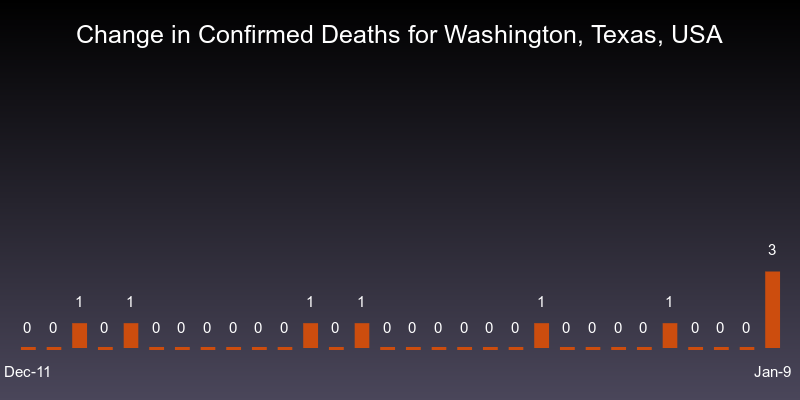 Change in Confirmed Deaths for Washington, Texas, USA
3
1 1 1 1 1 1
0 0 0 0 0 0 0 0 0 0 0 0 0 0 0 0 0 0 0 0 0 0 0
Dec-11 Jan-9